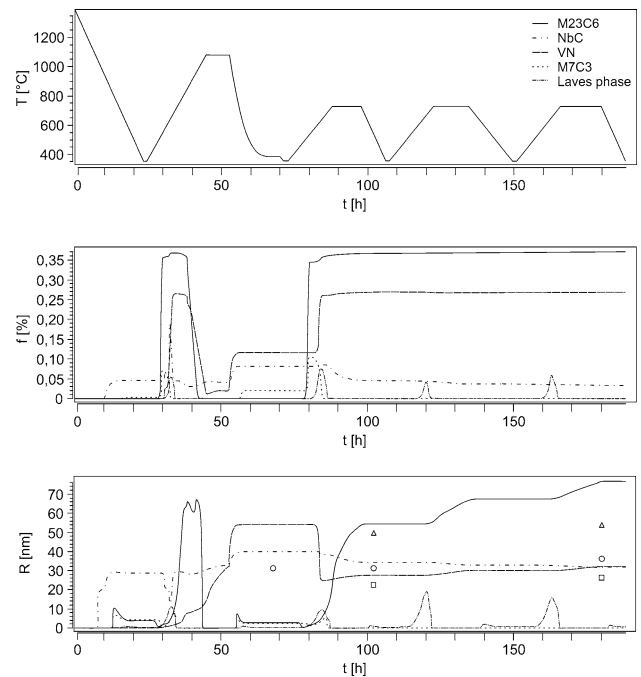 M23C6
NbC
VN
M7C3
Laves phase
T [°C]
1200
1000
800
600
400
0 50 100 150
t [h]
f [%]
0,35
0,30
0,25
0,20
0,15
0,10
0,05
0
0 50 100 150
t [h]
R [nm]
70
60
50
40
30
20
10
0
0 50 100 150
t [h]